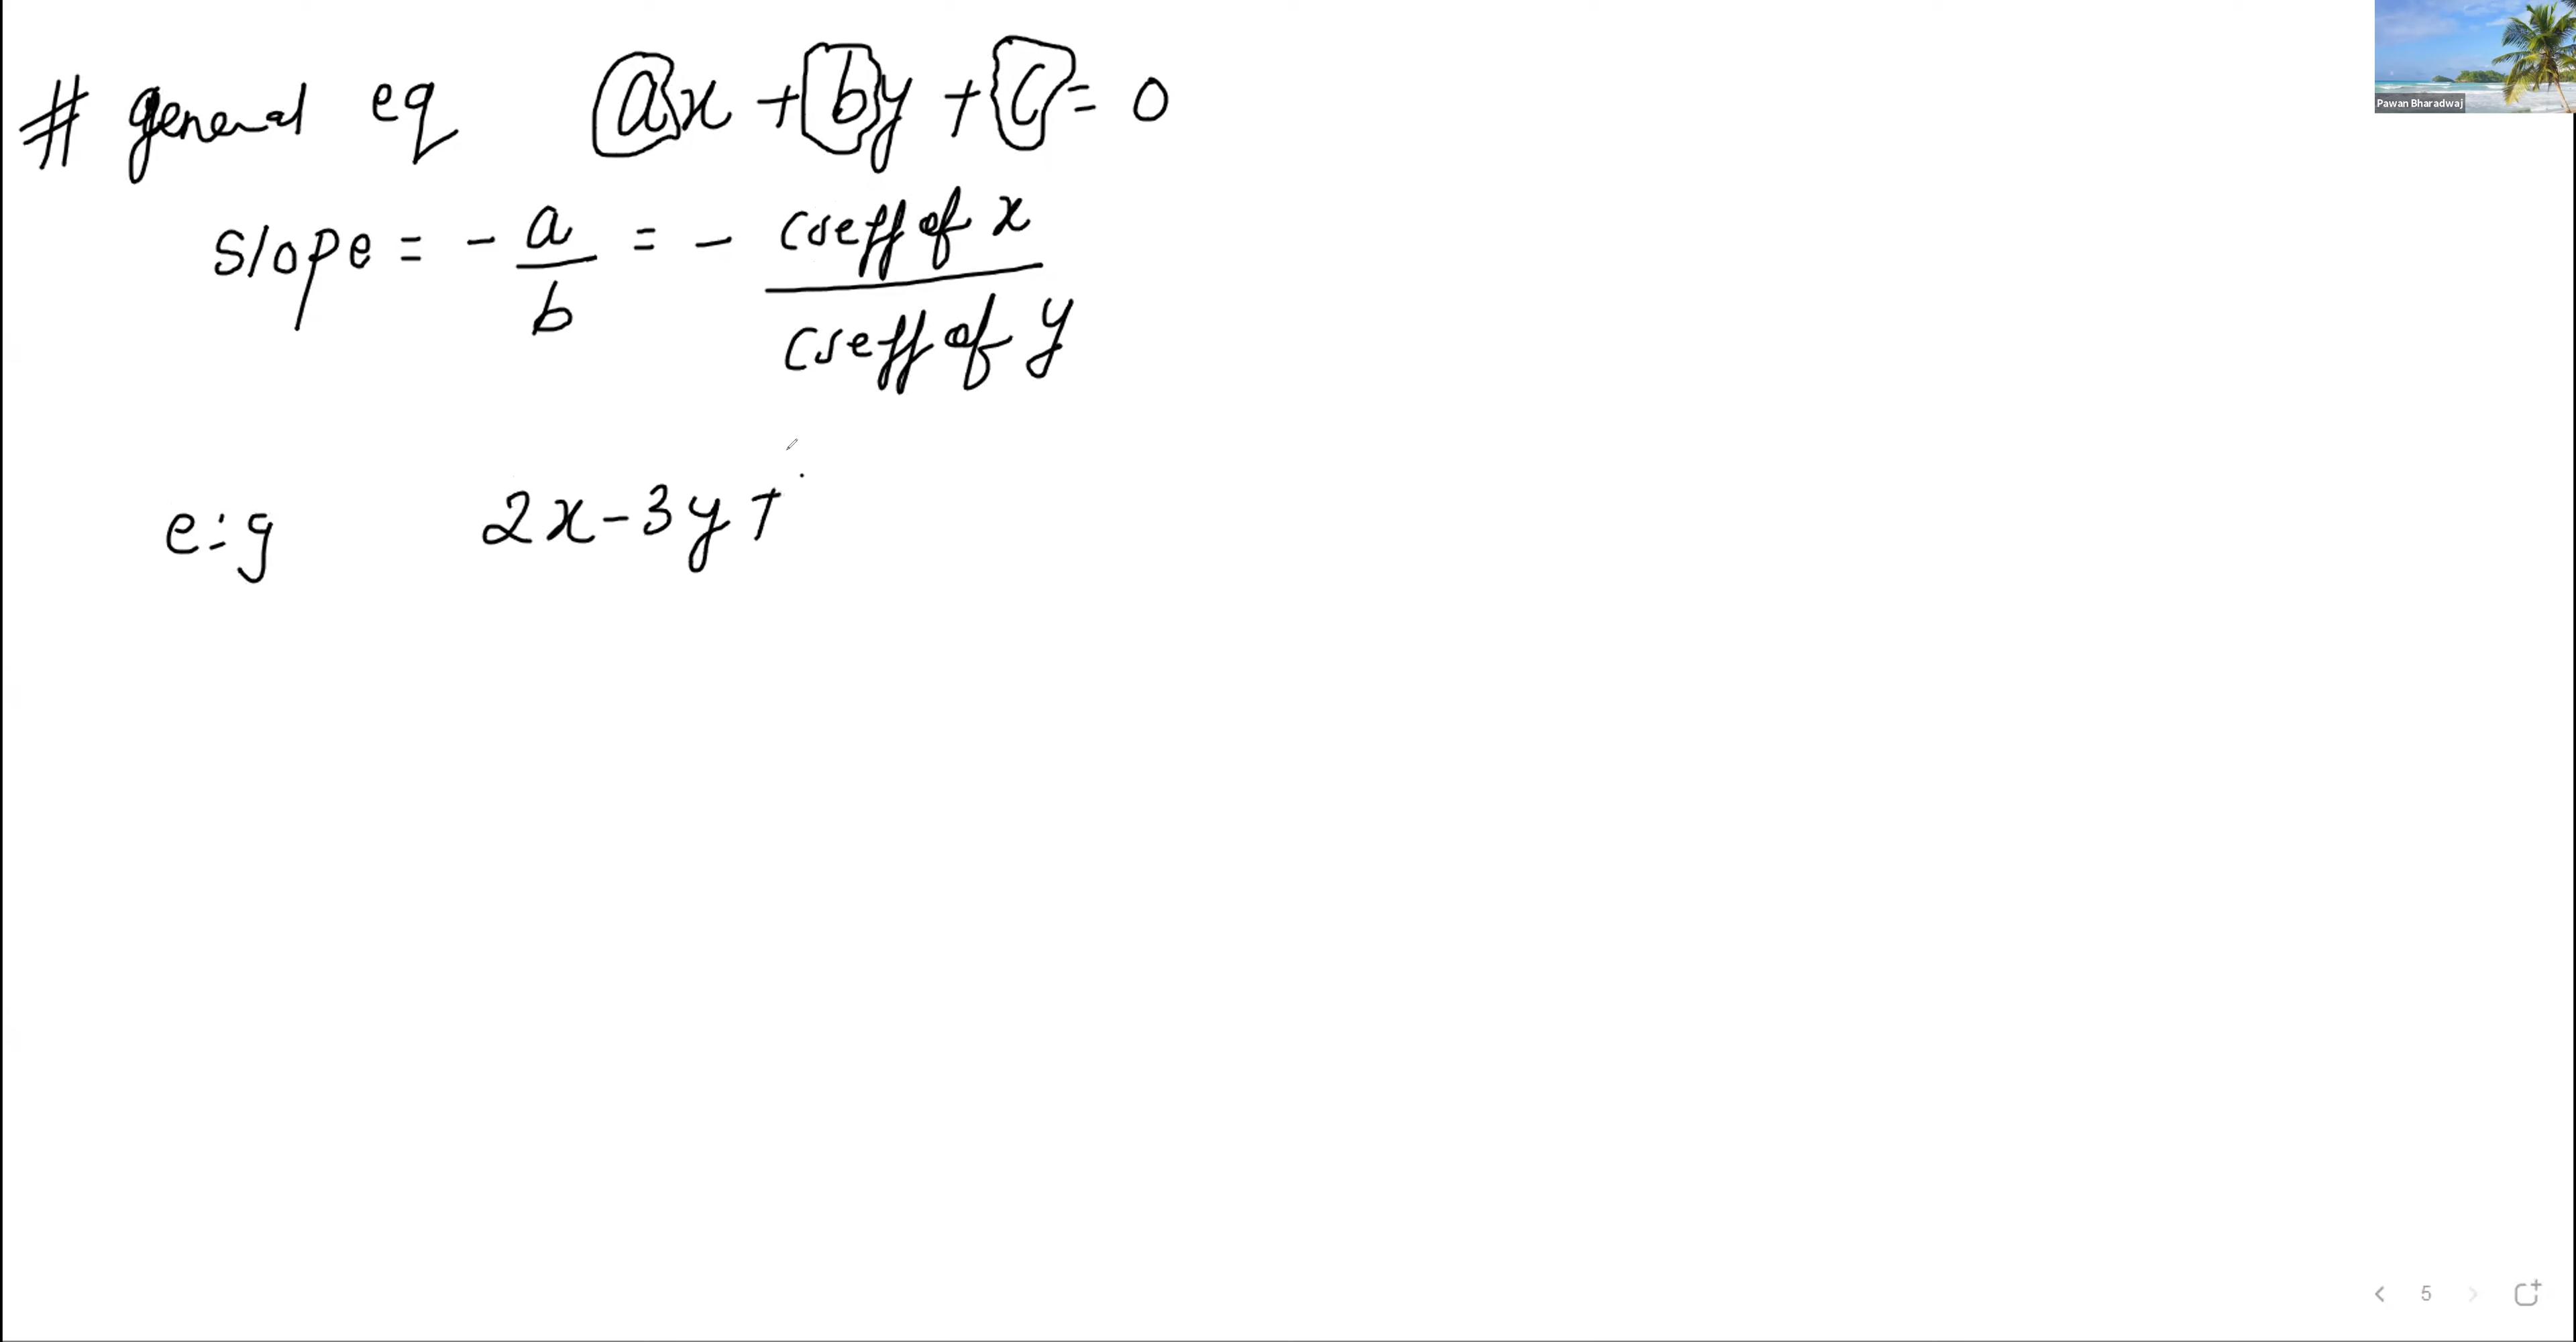 # general eq ax + by + c = 0
Pawan Bharadwaj
slope = - a/b = - coeff of x / coeff of y
e:g 2x - 3y +
5